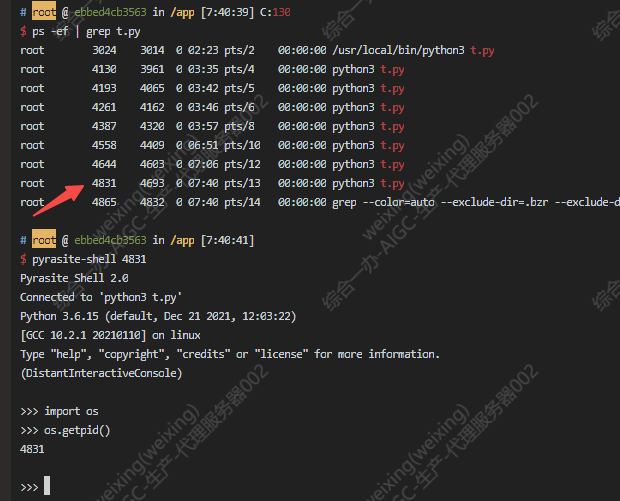 # root @ ebbed4cb3563 in /app [7:40:39] C:130
$ ps -ef | grep t.py
root 3024 3014 0 02:23 pts/2 00:00:00 /usr/local/bin/python3 t.py
root 4130 3961 0 03:35 pts/4 00:00:00 python3 t.py
root 4193 4065 0 03:42 pts/5 00:00:00 python3 t.py
root 4261 4162 0 03:46 pts/6 00:00:00 python3 t.py
root 4387 4320 0 03:57 pts/8 00:00:00 python3 t.py
root 4558 4409 0 06:51 pts/10 00:00:00 python3 t.py
root 4644 4603 0 07:06 pts/12 00:00:00 python3 t.py
root 4831 4693 0 07:40 pts/13 00:00:00 python3 t.py
root 4865 4832 0 07:40 pts/14 00:00:00 grep --color=auto --exclude-dir=.bzr --exclude-d
# root @ ebbed4cb3563 in /app [7:40:41]
$ pyrasite-shell 4831
Pyrasite Shell 2.0
Connected to 'python3 t.py'
Python 3.6.15 (default, Dec 21 2021, 12:03:22)
[GCC 10.2.1 20210110] on linux
Type "help", "copyright", "credits" or "license" for more information.
(DistantInteractiveConsole)
>>> import os
>>> os.getpid()
4831
>>>
weixing(weixing)
综合一办-AIGC-生产-代理服务器002
weixing(weixing)
综合一办-AIGC-生产-代理服务器002
weixing(weixing)
综合一办-AIGC-生产-代理服务器002
weixing(weixing)
综合一办-AIGC-生产-代理服务器002